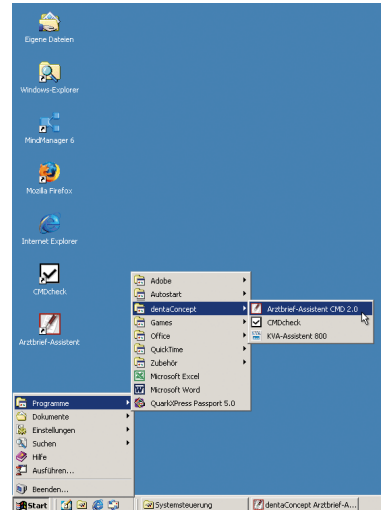 Eigene Dateien
Windows-Explorer
MindManager 6
Mozilla Firefox
Internet Explorer
CMDcheck
Arztbrief-Assistent
Adobe
Autostart
dentaConcept
Games
Office
QuickTime
Zubehör
Microsoft Excel
Microsoft Word
QuarkXPress Passport 5.0
Arztbrief-Assistent CMD 2.0
CMDcheck
KVA-Assistent 800
Programme
Dokumente
Einstellungen
Suchen
Hilfe
Ausführen...
Beenden...
Start
Systemsteuerung
dentaConcept Arztbrief-A...